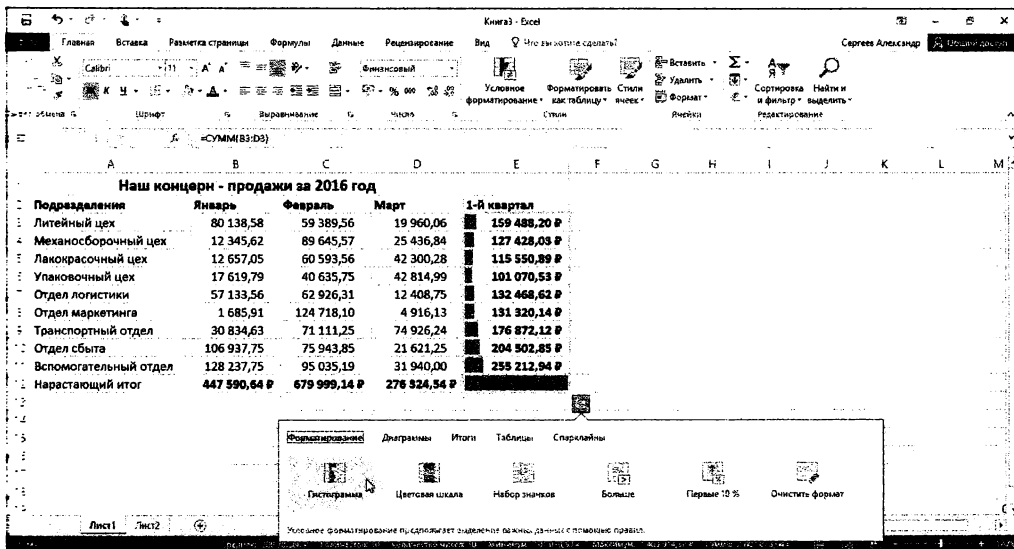 Книга3 - Excel
Главная Вставка Разметка страницы Формулы Данные Рецензирование Вид Что вы хотите сделать? Сергеев Александр
Calibri 11 А А Финансовый Условное форматирование Форматировать как таблицу Стили ячеек Вставить Удалить Формат Сортировка и фильтр Найти и выделить
Шрифт Выравнивание Число Стили Ячейки Редактирование
fx =СУММ(B3:D3)
A B C D E F G H I J K L M
Наш концерн - продажи за 2016 год
Подразделения Январь Февраль Март 1-й квартал
Литейный цех 80 138,58 59 389,56 19 960,06 159 488,20 ₽
Механосборочный цех 12 345,62 89 645,57 25 436,84 127 428,03 ₽
Лакокрасочный цех 12 657,05 60 593,56 42 300,28 115 550,89 ₽
Упаковочный цех 17 619,79 40 635,75 42 814,99 101 070,53 ₽
Отдел логистики 57 133,56 62 926,31 12 408,75 132 468,62 ₽
Отдел маркетинга 1 685,91 124 718,10 4 916,13 131 320,14 ₽
Транспортный отдел 30 834,63 71 111,25 74 926,24 176 872,12 ₽
Отдел сбыта 106 937,75 75 943,85 21 621,25 204 502,85 ₽
Вспомогательный отдел 128 237,75 95 035,19 31 940,00 255 212,94 ₽
Нарастающий итог 447 590,64 ₽ 679 999,14 ₽ 276 324,54 ₽
Форматирование Диаграммы Итоги Таблицы Спарклайны
Гистограмма Цветовая шкала Набор значков Больше Первые 10 % Очистить формат
Условное форматирование предполагает выделение важных данных с помощью правил.
Лист1 Лист2